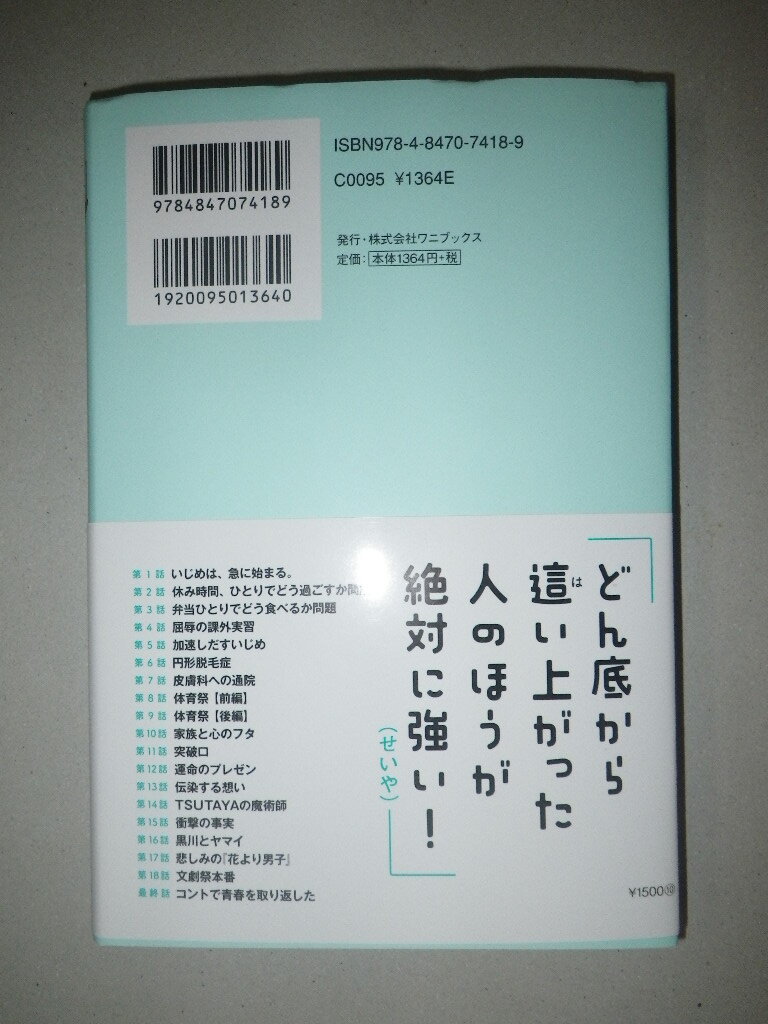 ISBN978-4-8470-7418-9
C0095 ¥1364E
9784847074189
発行・株式会社ワニブックス
定価：本体1364円+税
1920095013640
「どん底から
這い上がった
は
人のほうが
絶対に強い！」
（せいや）
第1話 いじめは、急に始まる。
第2話 休み時間、ひとりでどう過ごすか問題
第3話 弁当ひとりでどう食べるか問題
第4話 屈辱の課外実習
第5話 加速しだすいじめ
第6話 円形脱毛症
第7話 皮膚科への通院
第8話 体育祭【前編】
第9話 体育祭【後編】
第10話 家族と心のフタ
第11話 突破口
第12話 運命のプレゼン
第13話 伝染する想い
第14話 TSUTAYAの魔術師
第15話 衝撃の事実
第16話 黒川とヤマイ
第17話 悲しみの『花より男子』
第18話 文劇祭本番
最終話 コントで青春を取り返した
¥1500⑩